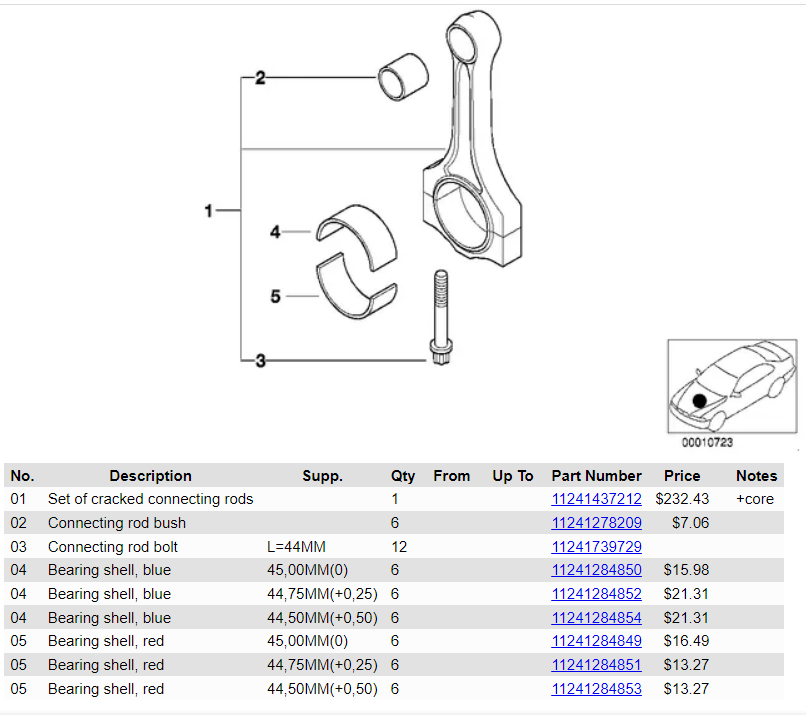 2
1
4
5
3
00010723
No. Description Supp. Qty From Up To Part Number Price Notes
01 Set of cracked connecting rods 1 11241437212 $232.43 +core
02 Connecting rod bush 6 11241278209 $7.06
03 Connecting rod bolt L=44MM 12 11241739729
04 Bearing shell, blue 45,00MM(0) 6 11241284850 $15.98
04 Bearing shell, blue 44,75MM(+0,25) 6 11241284852 $21.31
04 Bearing shell, blue 44,50MM(+0,50) 6 11241284854 $21.31
05 Bearing shell, red 45,00MM(0) 6 11241284849 $16.49
05 Bearing shell, red 44,75MM(+0,25) 6 11241284851 $13.27
05 Bearing shell, red 44,50MM(+0,50) 6 11241284853 $13.27